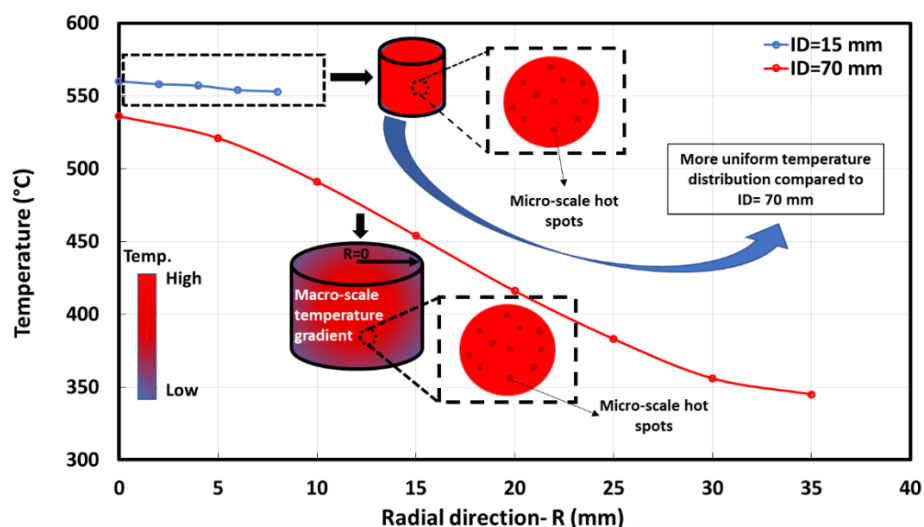 600
550
500
450
400
350
300
Temperature (°C)
0
5
10
15
20
25
30
35
40
Radial direction- R (mm)
ID=15 mm
ID=70 mm
Micro-scale hot
spots
More uniform temperature
distribution compared to
ID= 70 mm
Temp.
High
Low
R=0
Macro-scale
temperature
gradient
Micro-scale hot
spots